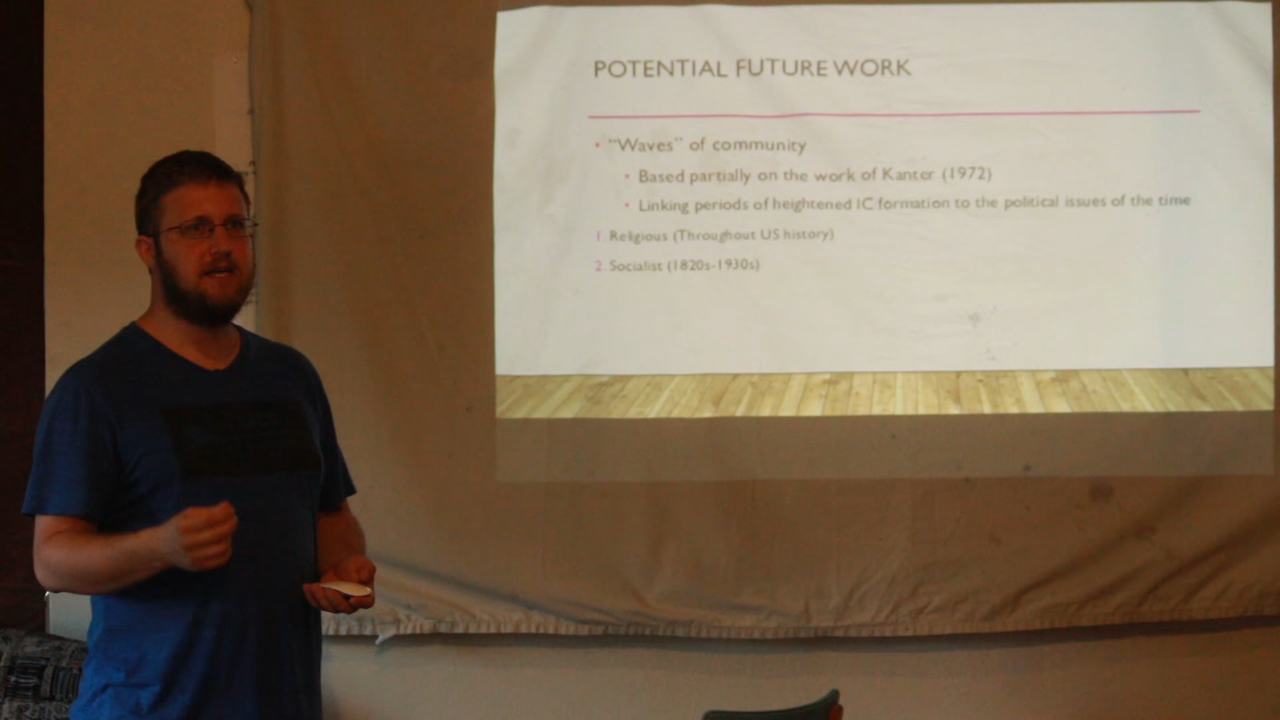 POTENTIAL FUTURE WORK
• "Waves" of community
• Based partially on the work of Kanter (1972)
• Linking periods of heightened IC formation to the political issues of the time
1. Religious (Throughout US history)
2. Socialist (1820s-1930s)